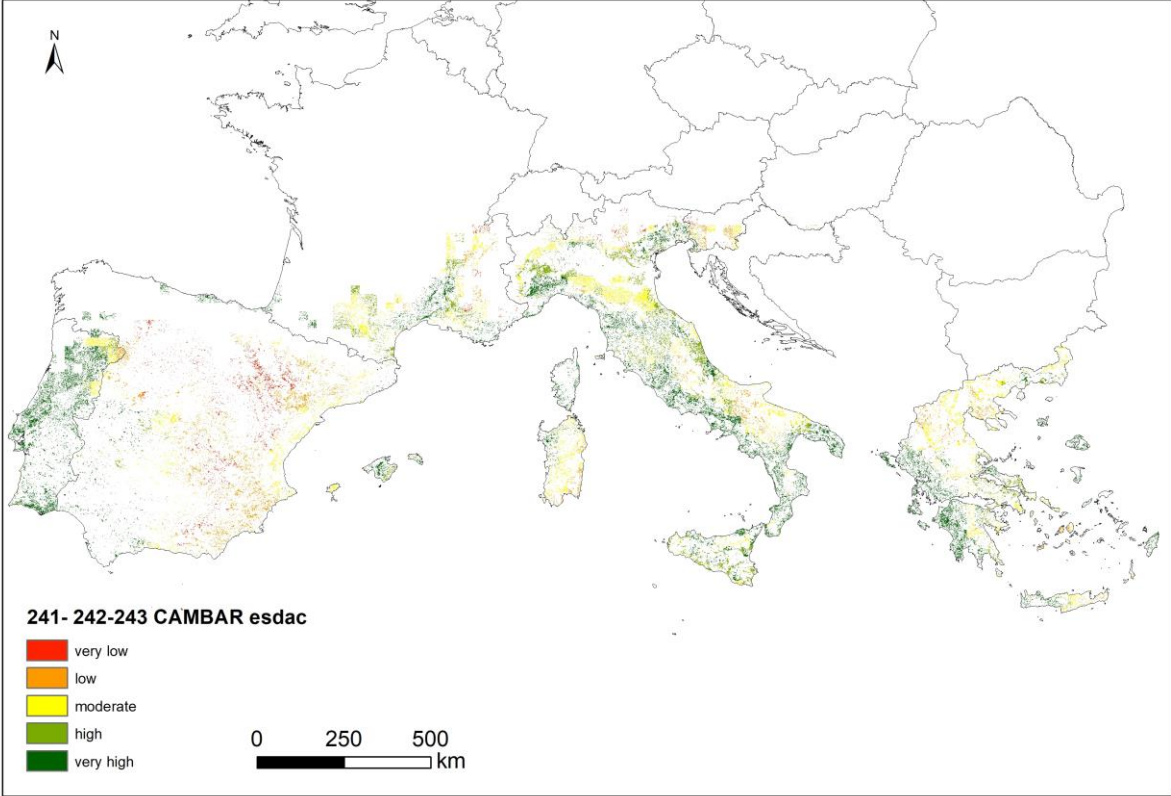 N
241- 242-243 CAMBAR esdac
very low
low
moderate
high
very high
0 250 500
km